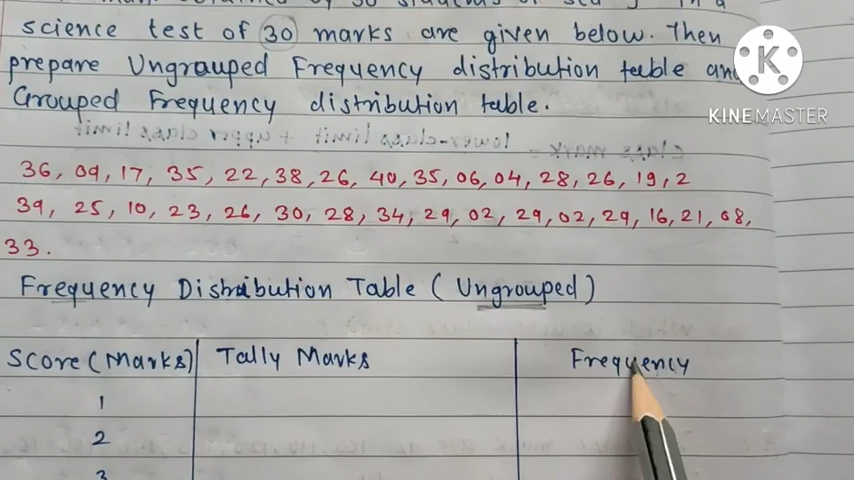 science test of 30 marks are given below. Then
prepare Ungrouped Frequency distribution table and
Grouped Frequency distribution table.
36, 09, 17, 35, 22, 38, 26, 40, 35, 06, 04, 28, 26, 19, 2
39, 25, 10, 23, 26, 30, 28, 34, 29, 02, 29, 02, 29, 16, 21, 08,
33.
Frequency Distribution Table (Ungrouped)
Score (Marks) Tally Marks Frequency
1
2
3
K
KINEMASTER